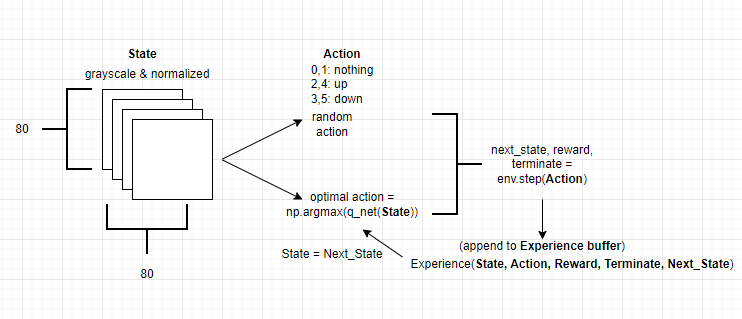 State
grayscale & normalized
80
80
Action
0,1: nothing
2,4: up
3,5: down
random
action
optimal action =
np.argmax(q_net(State))
next_state, reward,
terminate =
env.step(Action)
(append to Experience buffer)
Experience(State, Action, Reward, Terminate, Next_State)
State = Next_State